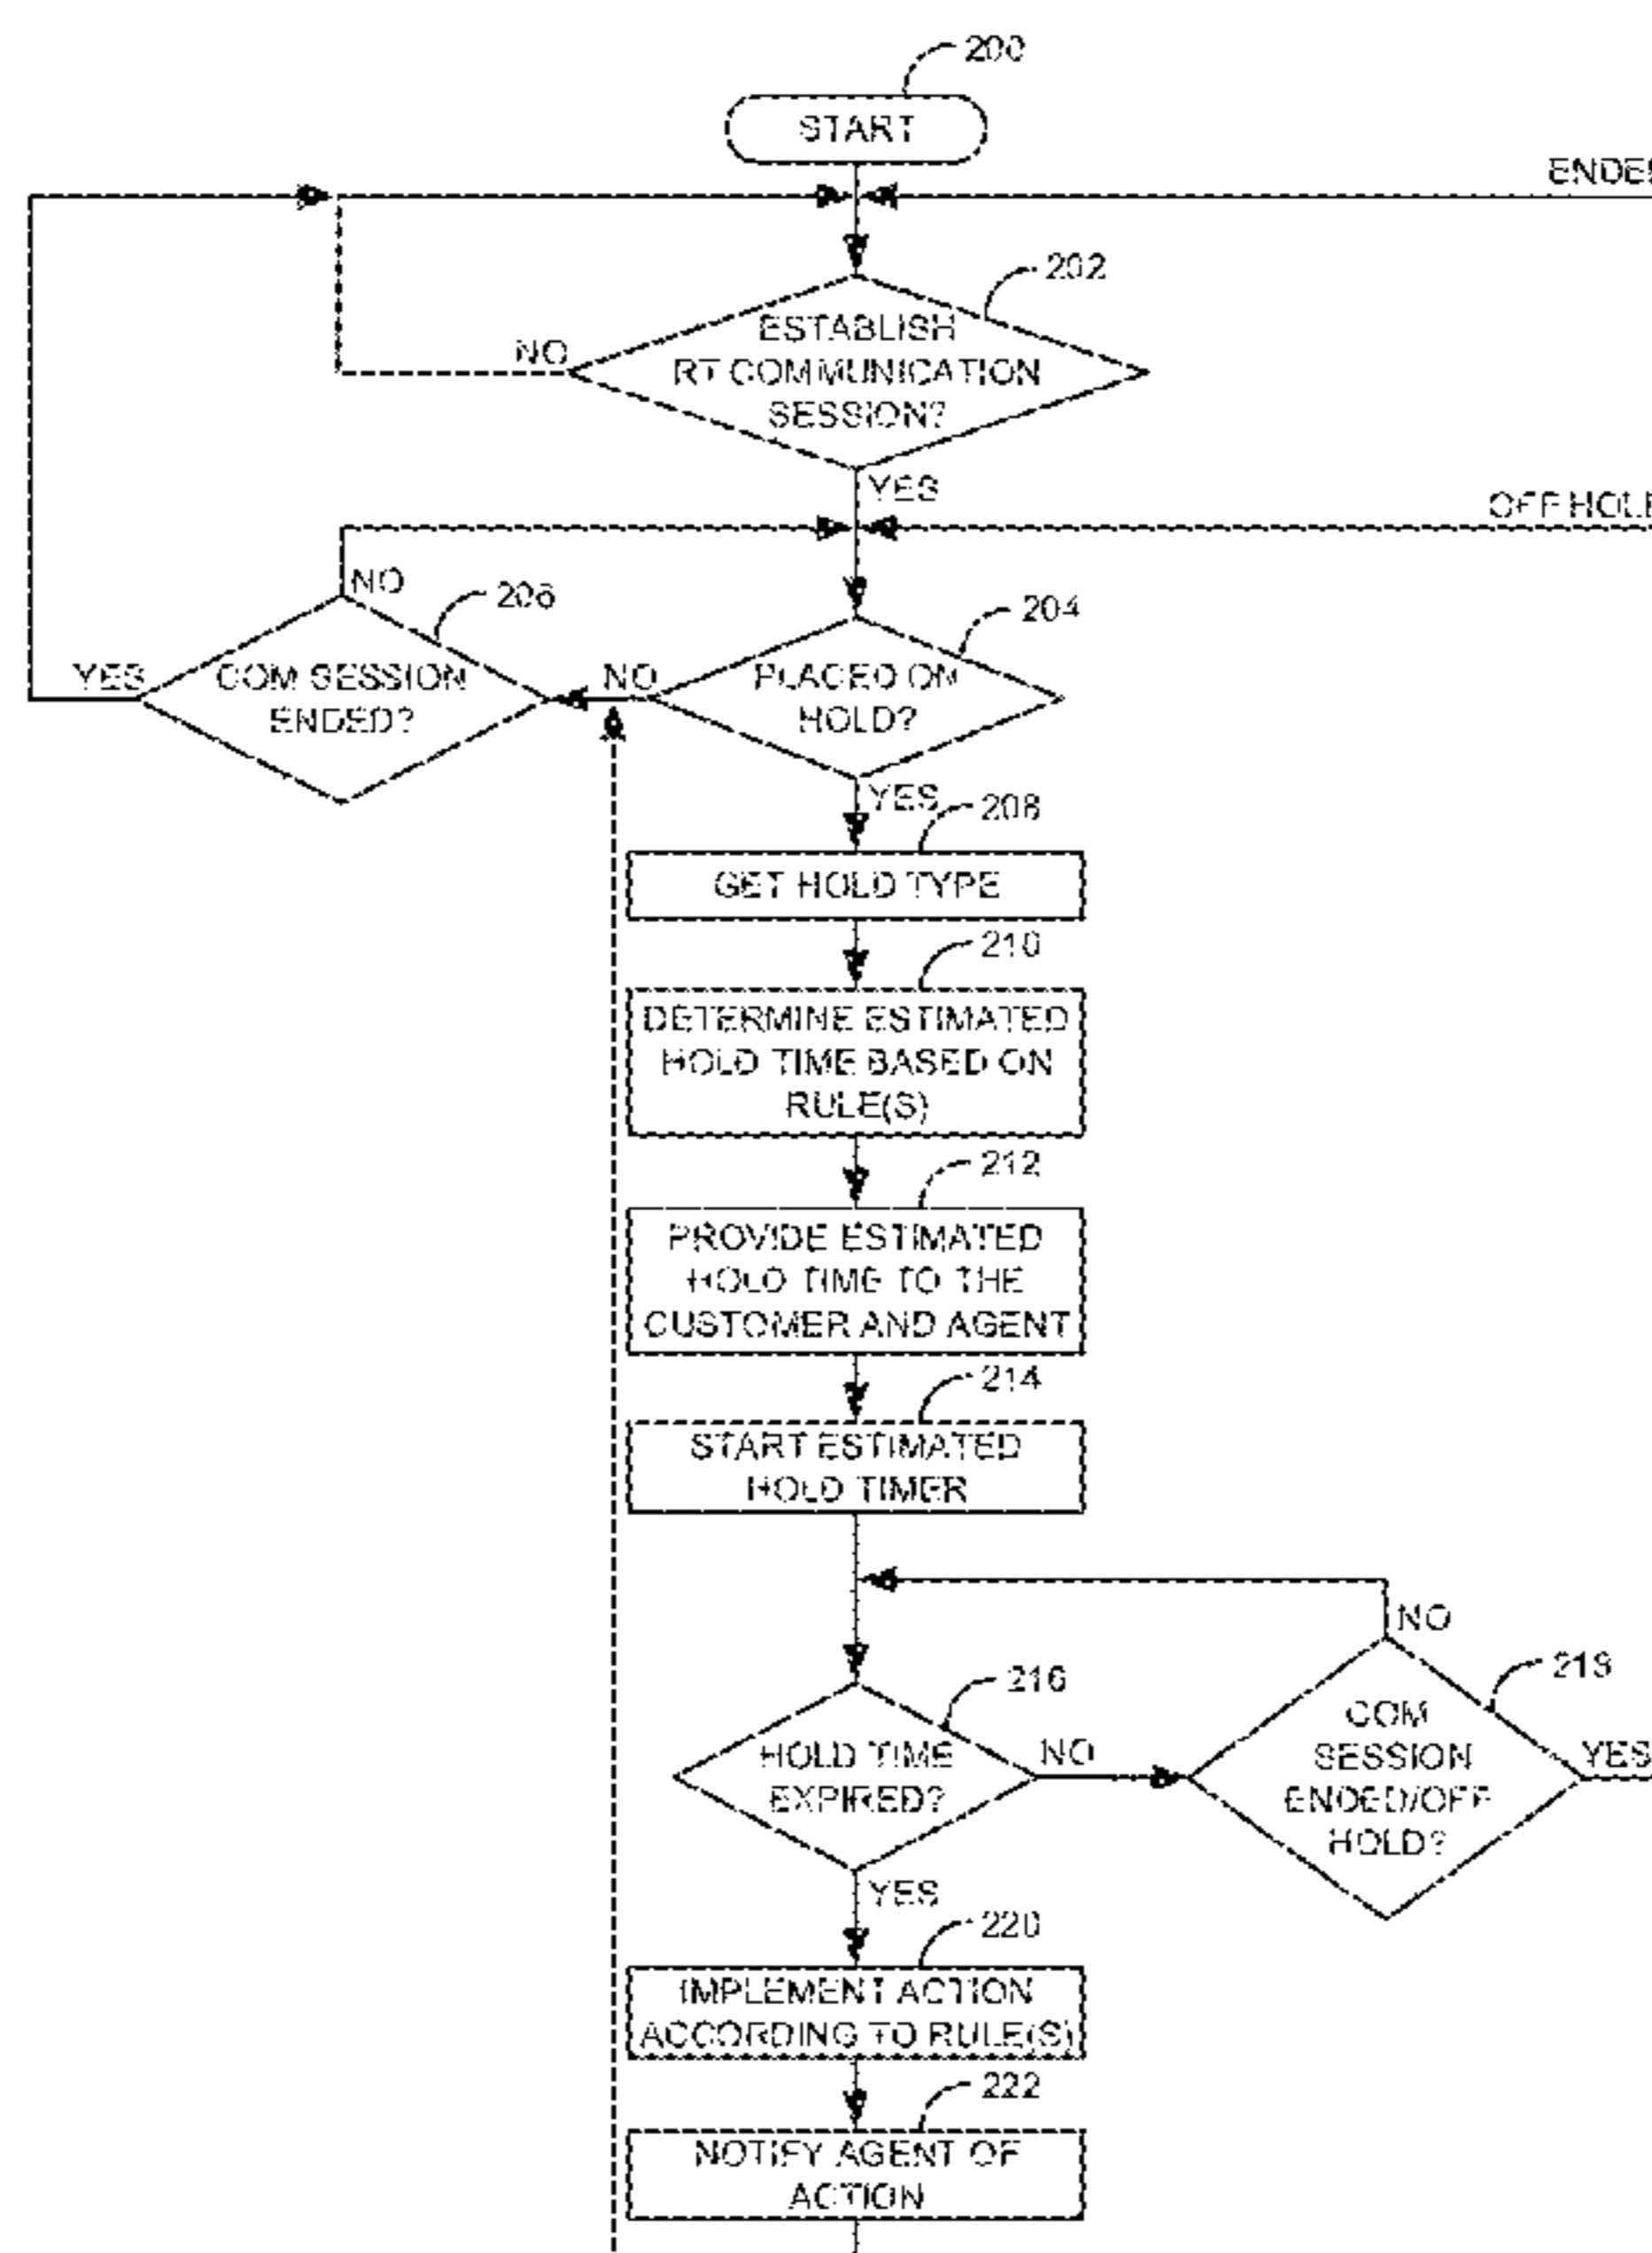 200
START
ENDED
202
ESTABLISH
RT COMMUNICATION
SESSION?
NO
YES
OFF HOLD
NO
206
204
YES
COM SESSION
ENDED?
NO
PLACED ON
HOLD?
YES
208
GET HOLD TYPE
210
DETERMINE ESTIMATED
HOLD TIME BASED ON
RULE(S)
212
PROVIDE ESTIMATED
HOLD TIME TO THE
CUSTOMER AND AGENT
214
START ESTIMATED
HOLD TIMER
NO
216
218
HOLD TIME
EXPIRED?
NO
COM
SESSION
ENDED/OFF
HOLD?
YES
YES
220
IMPLEMENT ACTION
ACCORDING TO RULE(S)
222
NOTIFY AGENT OF
ACTION